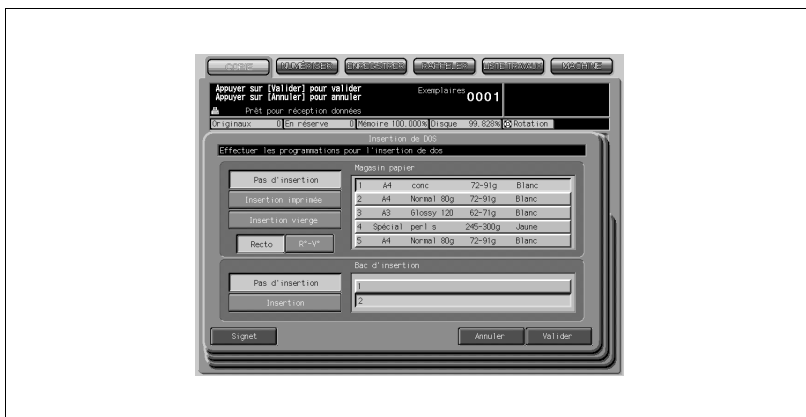 COPIE NUMÉRISER ENREGISTRER RAPPELER LISTE TRAVAUX MACHINE
Appuyer sur [Valider] pour valider
Appuyer sur [Annuler] pour annuler
Exemplaires 0001
Prêt pour réception données
Originaux 0 En réserve 0 Mémoire 100.000% Disque 99.828% Rotation
Insertion de DOS
Effectuer les programmations pour l'insertion de dos
Magasin papier
Pas d'insertion
Insertion imprimée
Insertion vierge
Recto R°-V°
1 A4 conc 72-91g Blanc
2 A4 Normal 80g 72-91g Blanc
3 A3 Glossy 120 62-71g Blanc
4 Spécial perl s 245-300g Jaune
5 A4 Normal 80g 72-91g Blanc
Bac d'insertion
Pas d'insertion
Insertion
1
2
Signet Annuler Valider